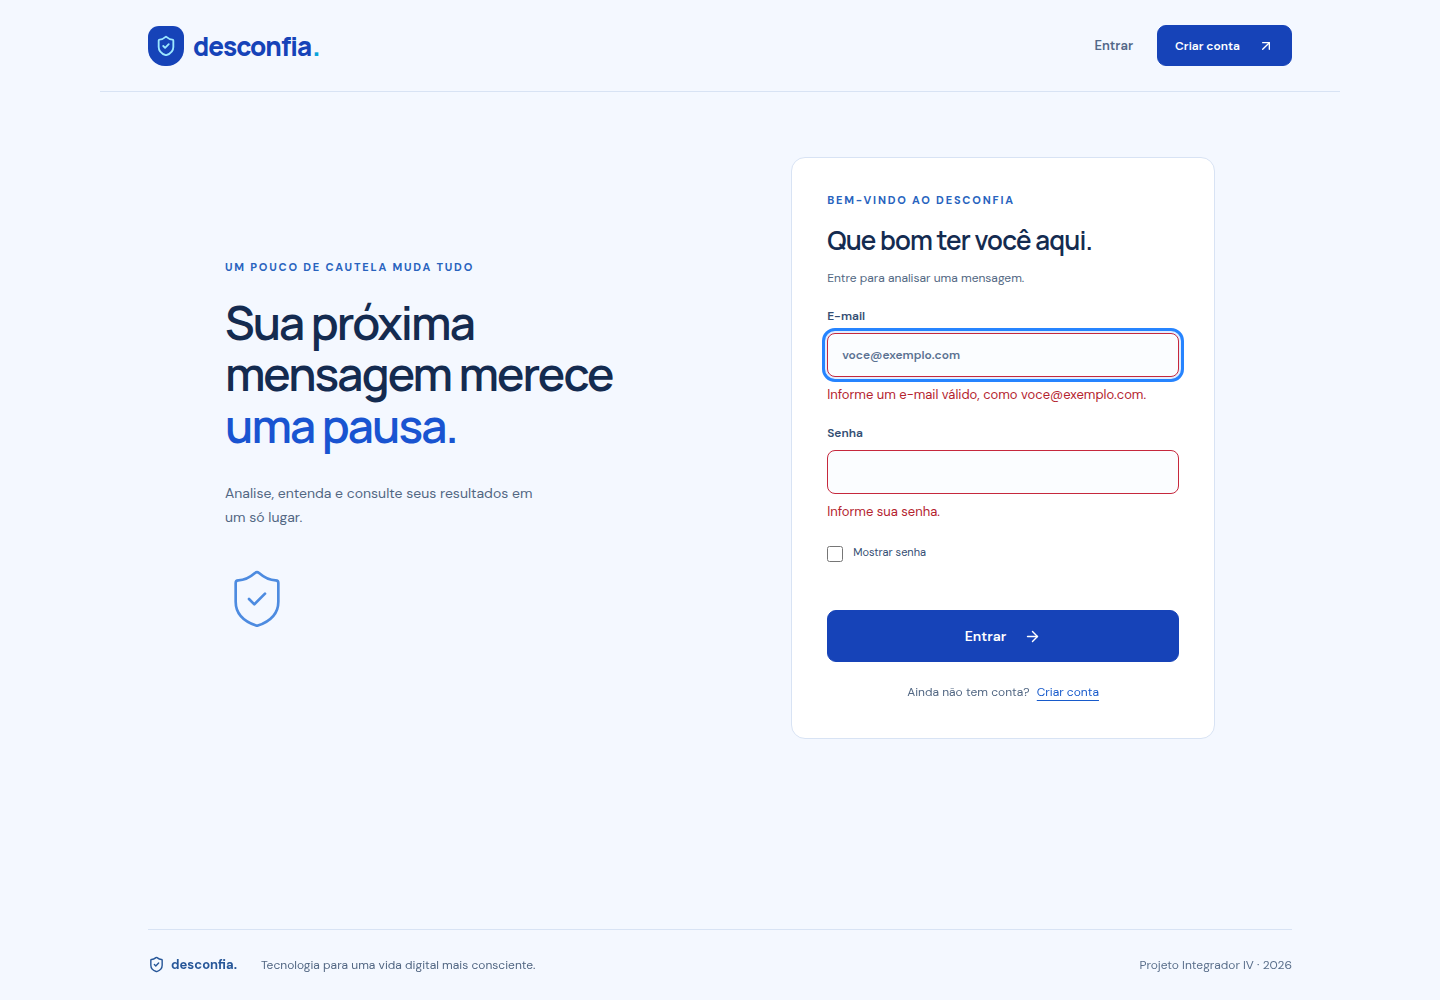 desconfia.
Entrar
Criar conta
UM POUCO DE CAUTELA MUDA TUDO
Sua próxima
mensagem merece
uma pausa.
Analise, entenda e consulte seus resultados em
um só lugar.
BEM-VINDO AO DESCONFIA
Que bom ter você aqui.
Entre para analisar uma mensagem.
E-mail
voce@exemplo.com
Informe um e-mail válido, como voce@exemplo.com.
Senha
Informe sua senha.
Mostrar senha
Entrar
Ainda não tem conta? Criar conta
desconfia.
Tecnologia para uma vida digital mais consciente.
Projeto Integrador IV · 2026